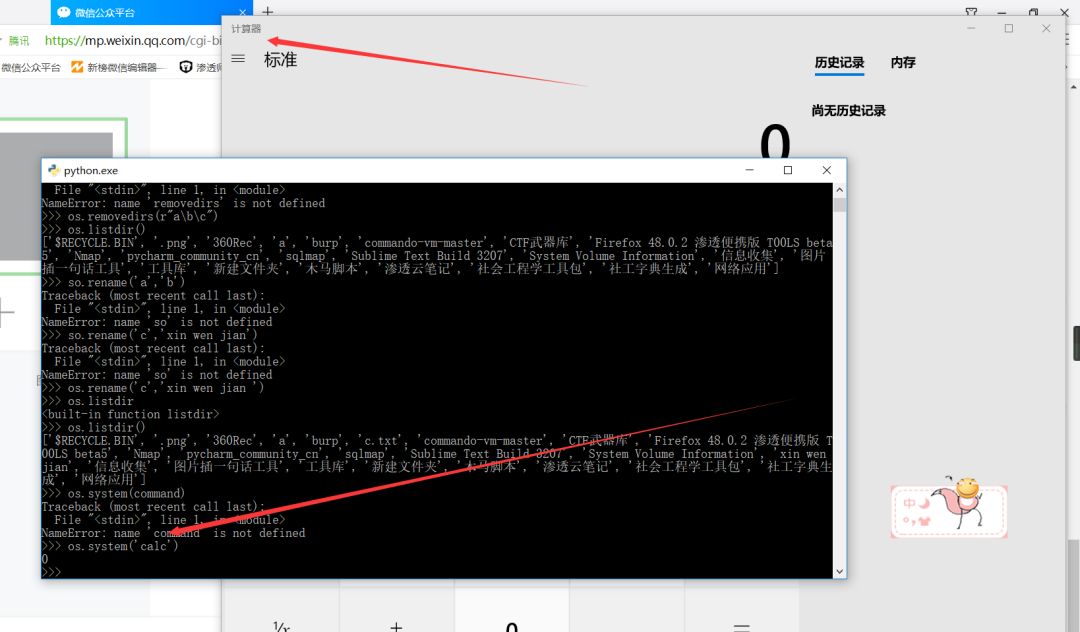 微信公众平台
腾讯 https://mp.weixin.qq.com/cgi-bi
微信公众平台 新榜微信编辑器 渗透师
计算器
标准
历史记录 内存
尚无历史记录
0
python.exe
File "<stdin>", line 1, in <module>
NameError: name 'removedirs' is not defined
>>> os.removedirs(r"a\b\c")
>>> os.listdir()
['$RECYCLE.BIN', '.png', '360Rec', 'a', 'burp', 'commando-vm-master', 'CTF武器库', 'Firefox 48.0.2 渗透便携版 TOOLS beta
5', 'Nmap', 'pycharm_community_cn', 'sqlmap', 'Sublime Text Build 3207', 'System Volume Information', '信息收集', '图片
插一句话工具', '工具库', '新建文件夹', '木马脚本', '渗透云笔记', '社会工程学工具包', '社工字典生成', '网络应用']
>>> so.rename('a','b')
Traceback (most recent call last):
File "<stdin>", line 1, in <module>
NameError: name 'so' is not defined
>>> so.rename('c','xin wen jian')
Traceback (most recent call last):
File "<stdin>", line 1, in <module>
NameError: name 'so' is not defined
>>> os.rename('c','xin wen jian ')
>>> os.listdir
<built-in function listdir>
>>> os.listdir()
['$RECYCLE.BIN', '.png', '360Rec', 'a', 'burp', 'c.txt', 'commando-vm-master', 'CTF武器库', 'Firefox 48.0.2 渗透便携版 T
OOLS beta5', 'Nmap', 'pycharm_community_cn', 'sqlmap', 'Sublime Text Build 3207', 'System Volume Information', 'xin wen
jian', '信息收集', '图片插一句话工具', '工具库', '新建文件夹', '木马脚本', '渗透云笔记', '社会工程学工具包', '社工字典生
成', '网络应用']
>>> os.system(command)
Traceback (most recent call last):
File "<stdin>", line 1, in <module>
NameError: name 'command' is not defined
>>> os.system('calc')
0
>>>
中
¹/x + 0 =